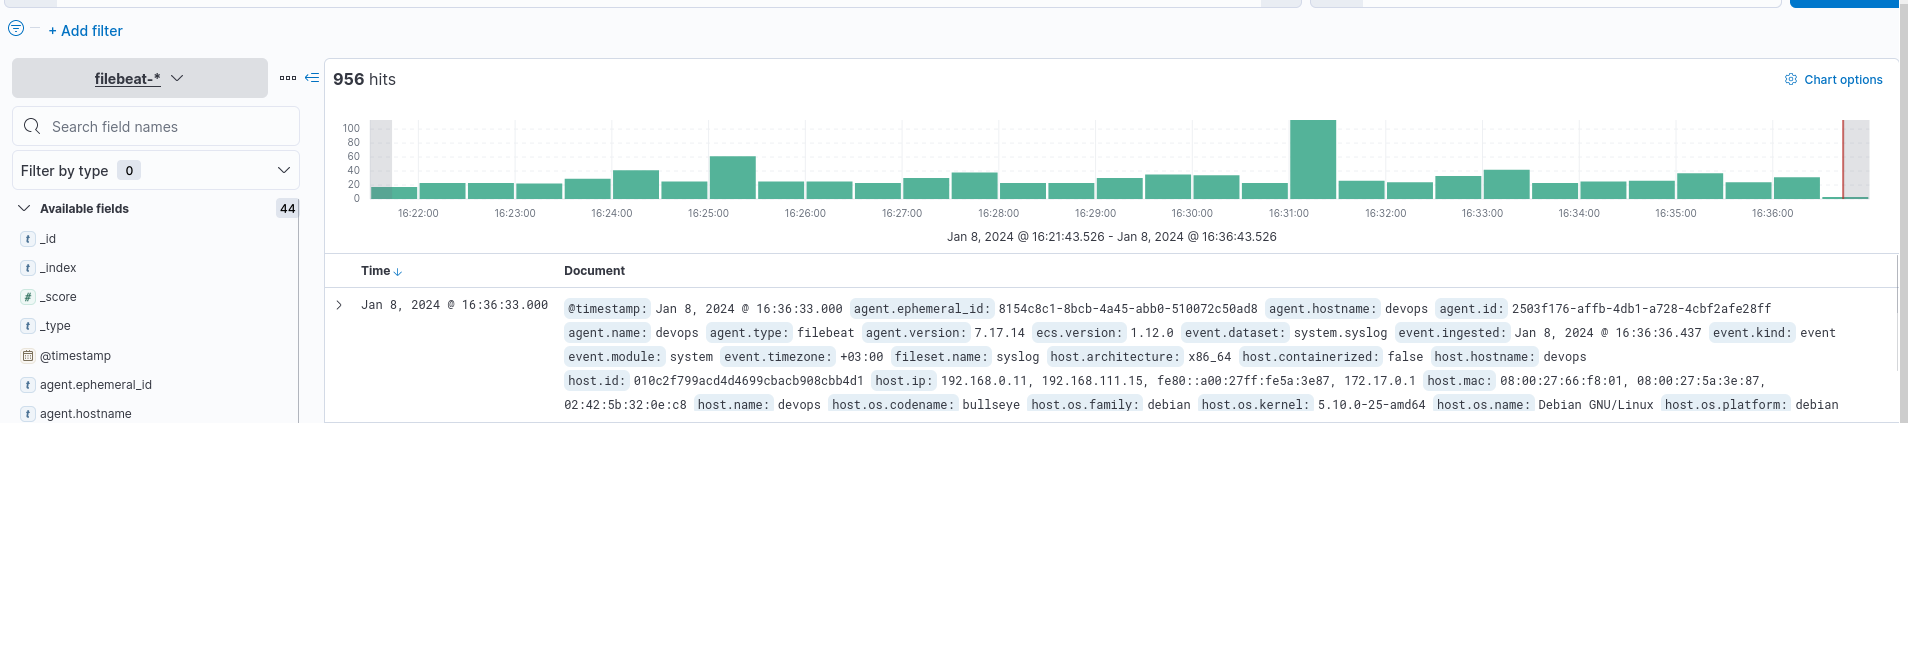 + Add filter
filebeat-*
956 hits
Chart options
Search field names
Filter by type 0
Available fields 44
t _id
t _index
# _score
t _type
@timestamp
t agent.ephemeral_id
t agent.hostname
100
80
60
40
20
0
16:22:00 16:23:00 16:24:00 16:25:00 16:26:00 16:27:00 16:28:00 16:29:00 16:30:00 16:31:00 16:32:00 16:33:00 16:34:00 16:35:00 16:36:00
Jan 8, 2024 @ 16:21:43.526 - Jan 8, 2024 @ 16:36:43.526
Time Document
Jan 8, 2024 @ 16:36:33.000
@timestamp: Jan 8, 2024 @ 16:36:33.000 agent.ephemeral_id: 8154c8c1-8bcb-4a45-abb0-510072c50ad8 agent.hostname: devops agent.id: 2503f176-affb-4db1-a728-4cbf2afe28ff
agent.name: devops agent.type: filebeat agent.version: 7.17.14 ecs.version: 1.12.0 event.dataset: system.syslog event.ingested: Jan 8, 2024 @ 16:36:36.437 event.kind: event
event.module: system event.timezone: +03:00 fileset.name: syslog host.architecture: x86_64 host.containerized: false host.hostname: devops
host.id: 010c2f799acd4d4699cbacb908cbb4d1 host.ip: 192.168.0.11, 192.168.111.15, fe80::a00:27ff:fe5a:3e87, 172.17.0.1 host.mac: 08:00:27:66:f8:01, 08:00:27:5a:3e:87,
02:42:5b:32:0e:c8 host.name: devops host.os.codename: bullseye host.os.family: debian host.os.kernel: 5.10.0-25-amd64 host.os.name: Debian GNU/Linux host.os.platform: debian